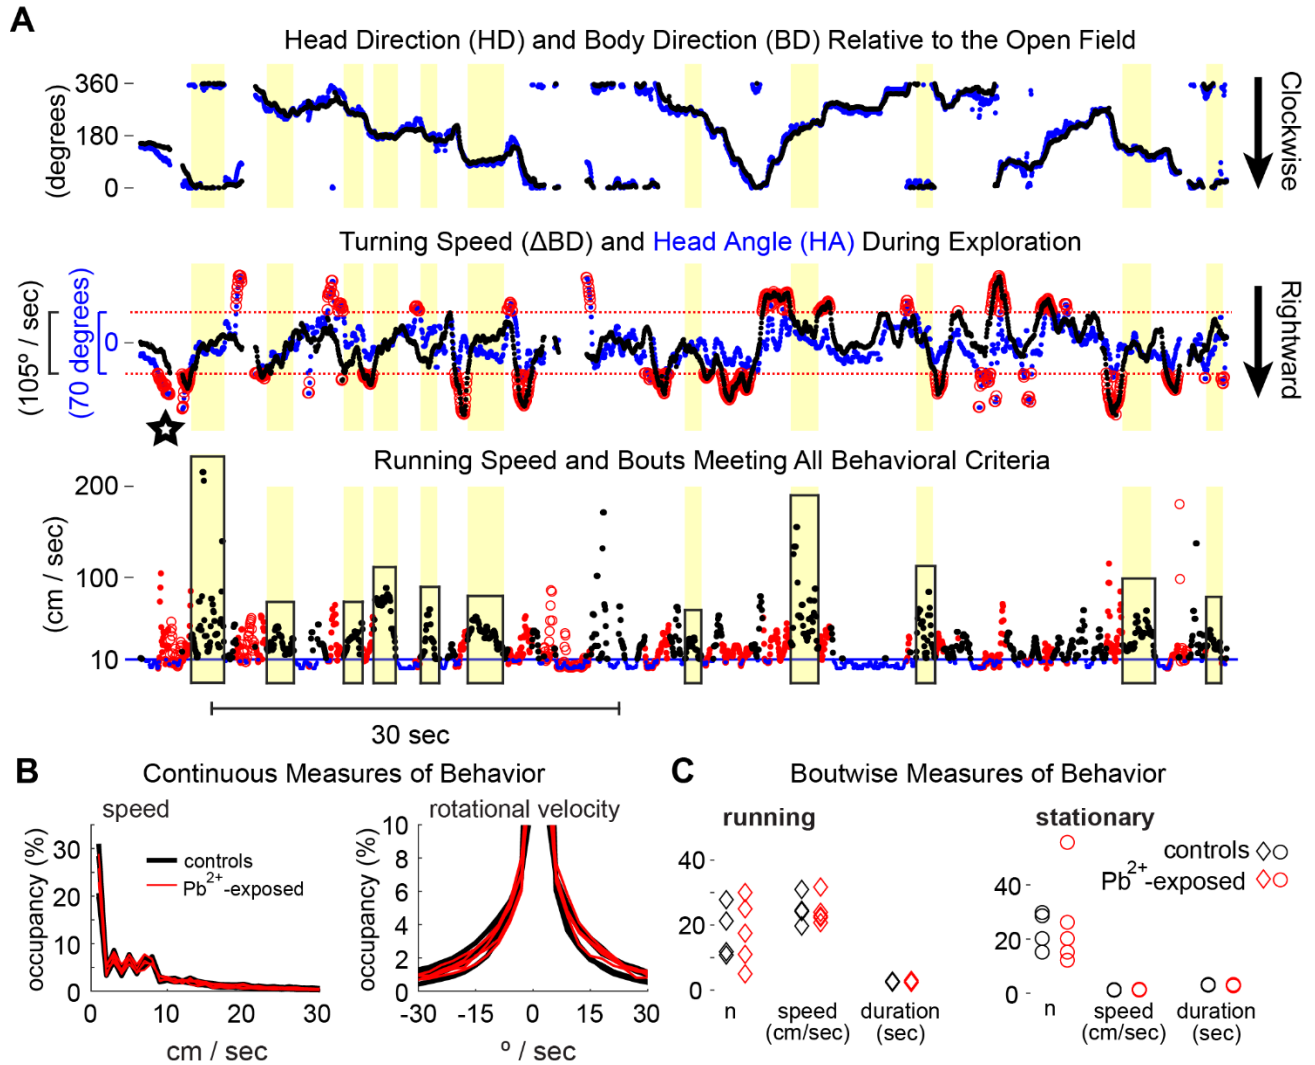 A
Head Direction (HD) and Body Direction (BD) Relative to the Open Field
360
180
0
(degrees)
Clockwise
Turning Speed (ΔBD) and Head Angle (HA) During Exploration
(105º / sec)
(70 degrees)
0
Rightward
Running Speed and Bouts Meeting All Behavioral Criteria
200
100
10
(cm / sec)
30 sec
B
Continuous Measures of Behavior
speed
occupancy (%)
30
20
10
0
controls
Pb2+-exposed
0 10 20 30
cm / sec
rotational velocity
occupancy (%)
10
8
6
4
2
0
-30 -15 0 15 30
º / sec
C
Boutwise Measures of Behavior
running
40
20
0
n speed (cm/sec) duration (sec)
stationary
controls
Pb2+-exposed
40
20
0
n speed (cm/sec) duration (sec)